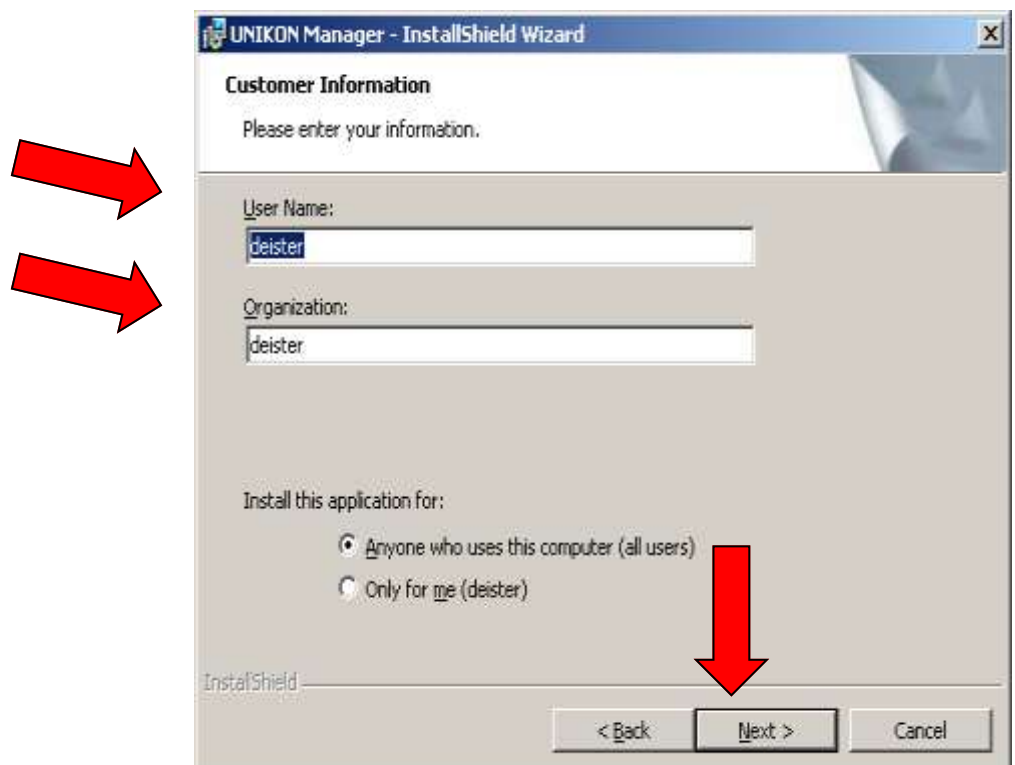 UNIKON Manager - InstallShield Wizard
Customer Information
Please enter your information.
User Name:
deister
Organization:
deister
Install this application for:
Anyone who uses this computer (all users)
Only for me (deister)
InstallShield
< Back Next > Cancel